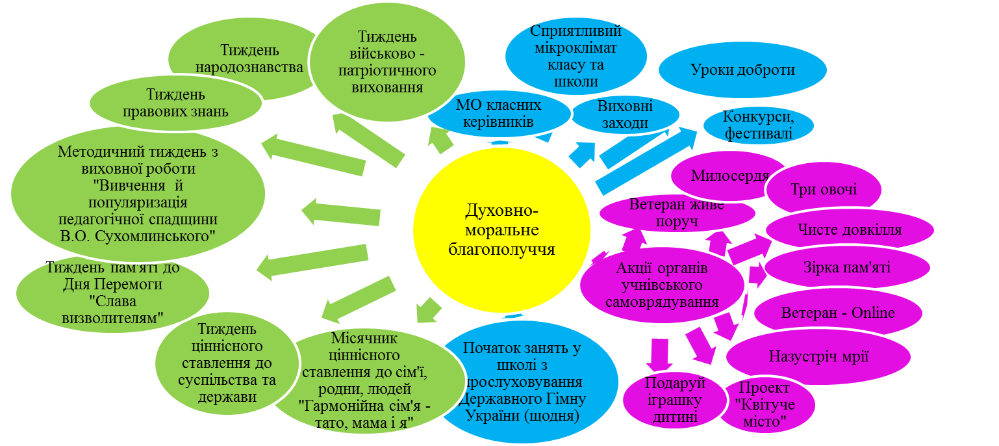 Тиждень
народознавства
Тиждень
військово -
патріотичного
виховання
Тиждень
правових знань
Методичний тиждень з
виховної роботи
"Вивчення й
популяризація
педагогічної спадщини
В.О. Сухомлинського"
Тиждень пам'яті до
Дня Перемоги
"Слава
визволителям"
Тиждень
ціннісного
ставлення до
суспільства та
держави
Місячник
ціннісного
ставлення до сім'ї,
родни, людей
"Гармонійна сім'я -
тато, мама і я"
Початок занять у
школі з
прослуховування
Державного Гімну
України (щодня)
Духовно-
моральне
благополуччя
МО класних
керівників
Сприятливий
мікроклімат
класу та
школи
Виховні
заходи
Уроки доброти
Конкурси,
фестивалі
Милосердя
Три овочі
Ветеран живе
поруч
Чисте довкілля
Акції органів
учнівського
самоврядування
Зірка пам'яті
Ветеран - Online
Назустріч мрії
Подаруй
іграшку
дитині
Проект
"Квітуче
місто"